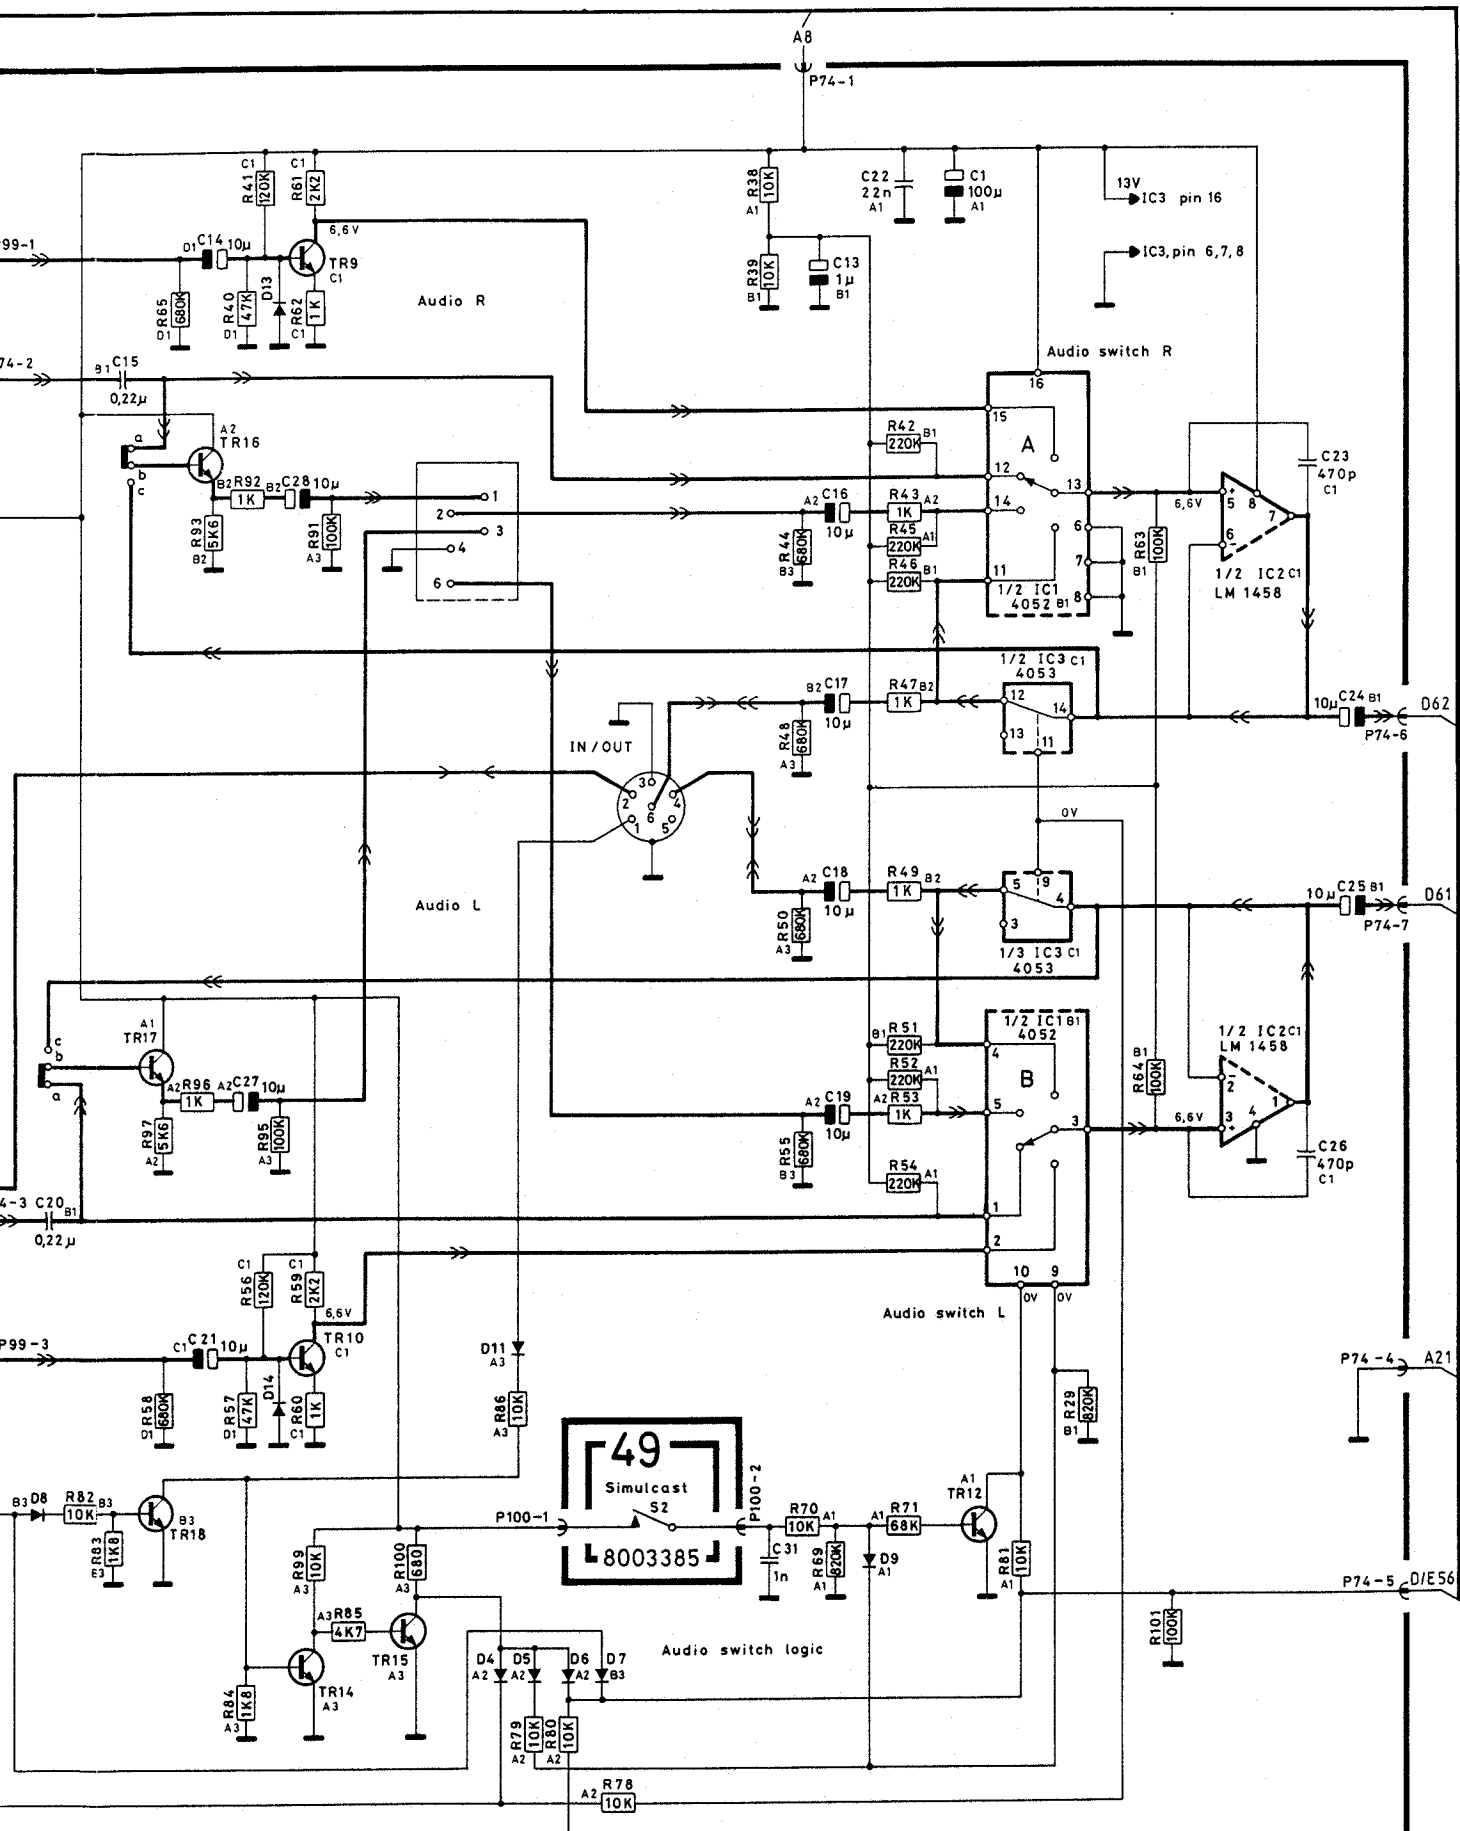 A8
P74-1
C1
R41
120K
C1
R61
2K2
6,6V
R38
10K
A1
C22
22n
A1
C1
100µ
A1
13V
IC3 pin 16
99-1
D1 C14 10µ
TR9
C1
R65
680K
D1
R40
47K
D1
D13
R62
1K
C1
Audio R
R39
10K
B1
C13
1µ
B1
IC3, pin 6,7,8
74-2
B1 C15
0,22µ
Audio switch R
16
15
A
12
14
13
11
6
7
8
1/2 IC1
4052 B1
a
b
c
A2
TR16
B2 R92
1K
B2 C28 10µ
R93
5K6
B2
R91
100K
A3
1
2
3
4
6
R42 B1
220K
A2 C16
10µ
R43 A2
1K
R44
680K
B3
R45
220K A1
R46 B1
220K
6,6V
R63
100K
B1
C23
470p
C1
+
5
8
7
6
-
1/2 IC2 C1
LM 1458
1/2 IC3 C1
4053
12
14
13
11
B2 C17
10µ
R47 B2
1K
R48
680K
A3
10µ C24 B1
P74-6
D62
IN/OUT
3
2
4
6
1
5
0V
A2 C18
10µ
R49 B2
1K
R50
680K
A3
5
9
4
3
1/3 IC3 C1
4053
10µ C25 B1
P74-7
D61
Audio L
A1
TR17
c
b
a
A2 R96
1K
A2 C27 10µ
R97
5K6
A2
R95
100K
A3
1/2 IC1 B1
4052
4
B
5
3
1
2
10
9
0V
0V
B1 R51
220K
R52 A1
220K
A2 C19
10µ
A2 R53
1K
R55
680K
B3
R54 A1
220K
B1
R64
100K
6,6V
1/2 IC2 C1
LM 1458
-
2
1
4
3
+
C26
470p
C1
4-3 C20 B1
0,22µ
Audio switch L
C1
R56
120K
C1
R59
2K2
6,6V
TR10
C1
P99-3
C1 C21 10µ
R58
680K
D1
R57
47K
D1
D14
R60
1K
C1
D11
A3
R86
10K
A3
R29
820K
B1
P74-4
A21
49
Simulcast
S2
8003385
P100-1
P100-2
B3 D8
R82
10K B3
R83
1K8
E3
B3
TR18
R99
10K
A3
R100
680
A3
C31
1n
R70
10K A1
R69
820K
A1
A1
R71
68K
D9
A1
A1
TR12
R81
10K
A1
P74-5
D/E56
R101
100K
A3 R85
4K7
TR15
A3
TR14
A3
R84
1K8
A3
Audio switch logic
D4
A2
D5
A2
D6
A2
D7
B3
R79
10K
A2
R80
10K
A2
R78
A2 10K